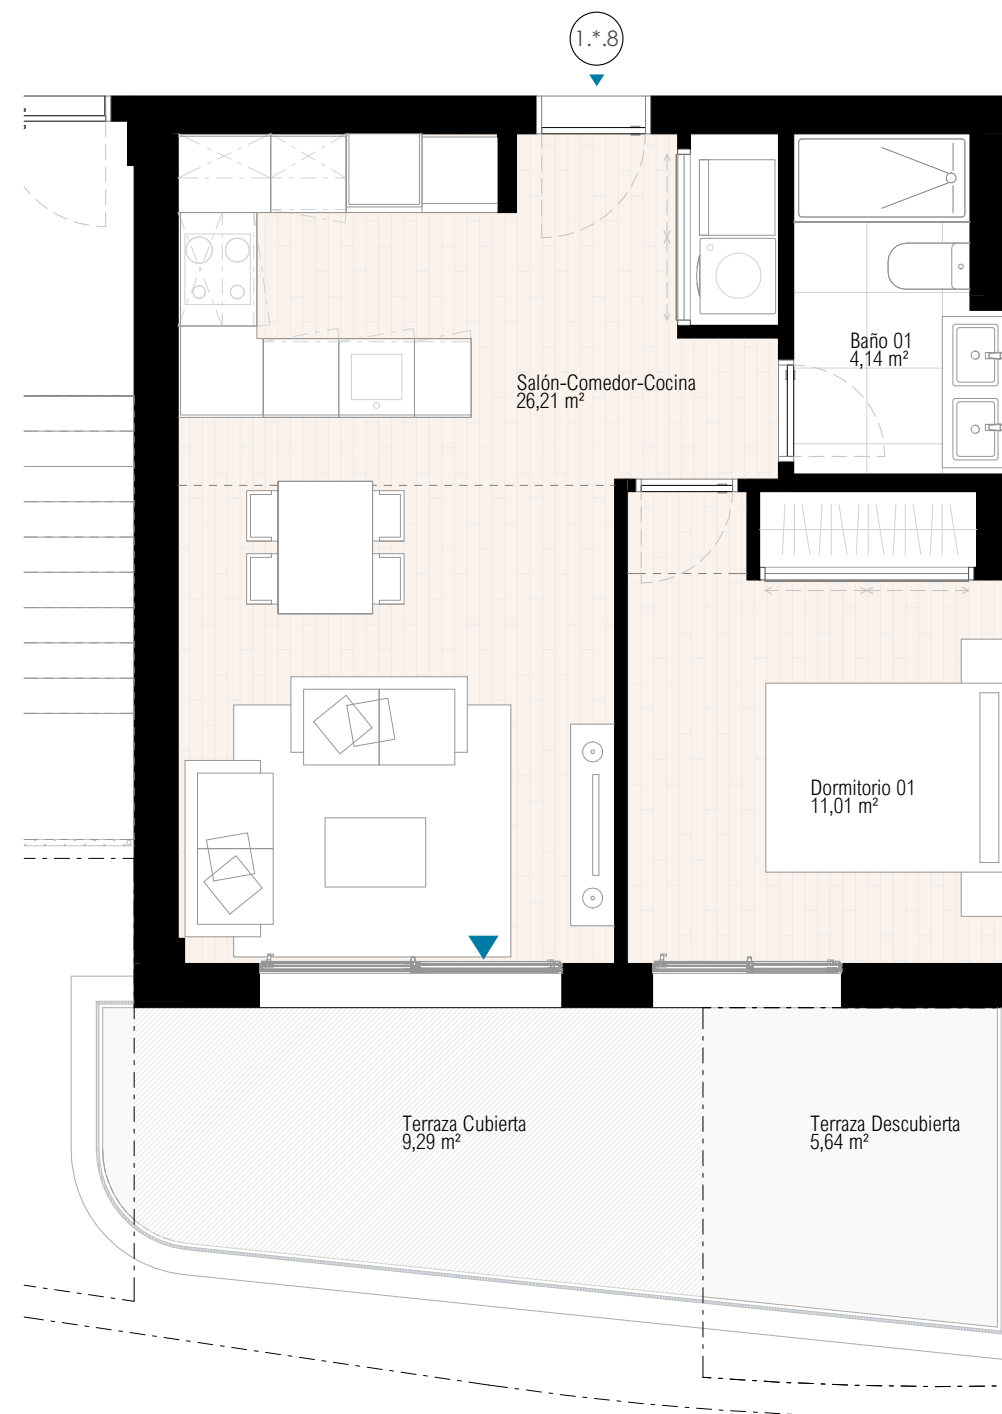 1.*.8
Baño 01
4,14 m²
Salón-Comedor-Cocina
26,21 m²
Dormitorio 01
11,01 m²
Terraza Cubierta
9,29 m²
Terraza Descubierta
5,64 m²